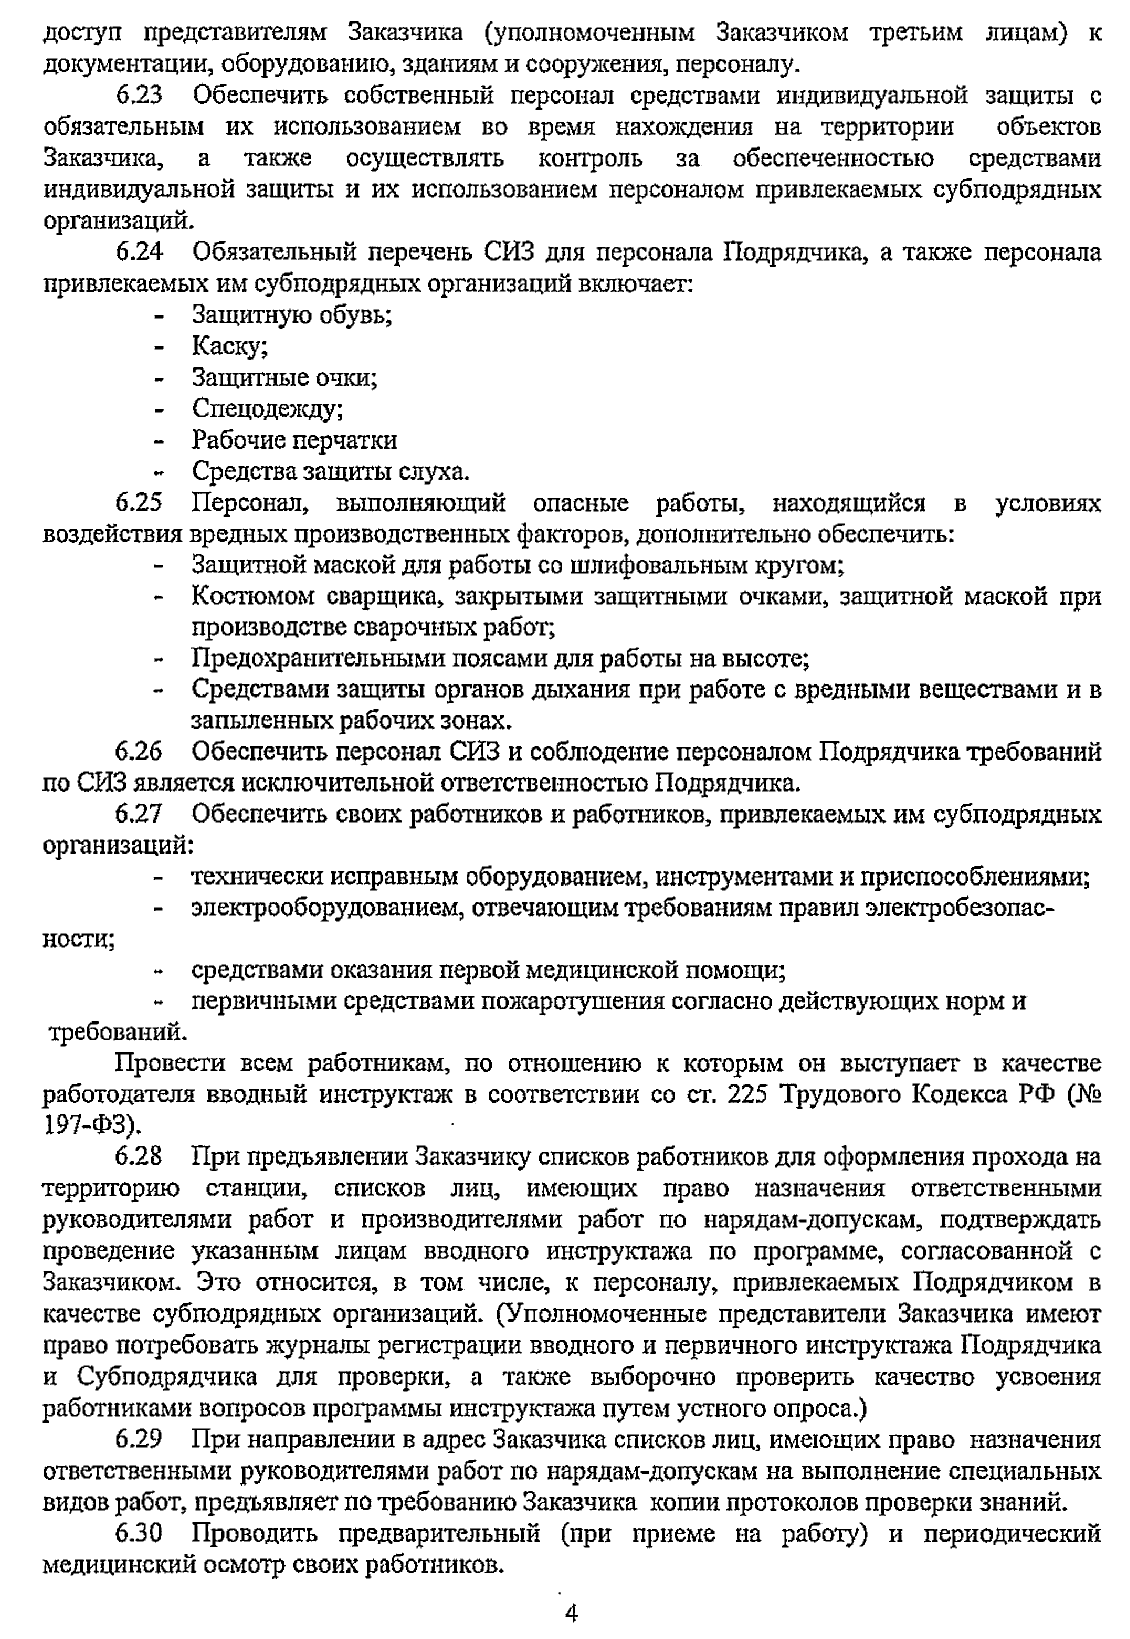 доступ представителям Заказчика (уполномоченным Заказчиком третьим лицам) к
документации, оборудованию, зданиям и сооружения, персоналу.
6.23 Обеспечить собственный персонал средствами индивидуальной защиты с
обязательным их использованием во время нахождения на территории объектов
Заказчика, а также осуществлять контроль за обеспеченностью средствами
индивидуальной защиты и их использованием персоналом привлекаемых субподрядных
организаций.
6.24 Обязательный перечень СИЗ для персонала Подрядчика, а также персонала
привлекаемых им субподрядных организаций включает:
- Защитную обувь;
- Каску;
- Защитные очки;
- Спецодежду;
- Рабочие перчатки
- Средства защиты слуха.
6.25 Персонал, выполняющий опасные работы, находящийся в условиях
воздействия вредных производственных факторов, дополнительно обеспечить:
- Защитной маской для работы со шлифовальным кругом;
- Костюмом сварщика, закрытыми защитными очками, защитной маской при
производстве сварочных работ;
- Предохранительными поясами для работы на высоте;
- Средствами защиты органов дыхания при работе с вредными веществами и в
запыленных рабочих зонах.
6.26 Обеспечить персонал СИЗ и соблюдение персоналом Подрядчика требований
по СИЗ является исключительной ответственностью Подрядчика.
6.27 Обеспечить своих работников и работников, привлекаемых им субподрядных
организаций:
- технически исправным оборудованием, инструментами и приспособлениями;
- электрооборудованием, отвечающим требованиям правил электробезопас-
ности;
- средствами оказания первой медицинской помощи;
- первичными средствами пожаротушения согласно действующих норм и
требований.
Провести всем работникам, по отношению к которым он выступает в качестве
работодателя вводный инструктаж в соответствии со ст. 225 Трудового Кодекса РФ (№
197-ФЗ).
6.28 При предъявлении Заказчику списков работников для оформления прохода на
территорию станции, списков лиц, имеющих право назначения ответственными
руководителями работ и производителями работ по нарядам-допускам, подтверждать
проведение указанным лицам вводного инструктажа по программе, согласованной с
Заказчиком. Это относится, в том числе, к персоналу, привлекаемых Подрядчиком в
качестве субподрядных организаций. (Уполномоченные представители Заказчика имеют
право потребовать журналы регистрации вводного и первичного инструктажа Подрядчика
и Субподрядчика для проверки, а также выборочно проверить качество усвоения
работниками вопросов программы инструктажа путем устного опроса.)
6.29 При направлении в адрес Заказчика списков лиц, имеющих право назначения
ответственными руководителями работ по нарядам-допускам на выполнение специальных
видов работ, предъявляет по требованию Заказчика копии протоколов проверки знаний.
6.30 Проводить предварительный (при приеме на работу) и периодический
медицинский осмотр своих работников.
4